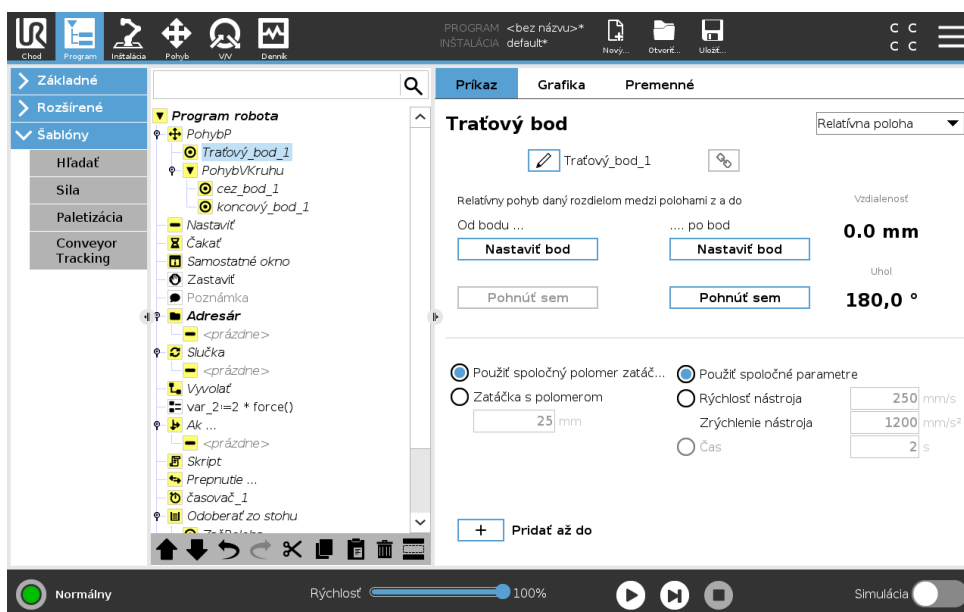 PROGRAM <bez názvu>*
INŠTALÁCIA default*
Chod Program Inštalácia Pohyb V/V Denník Nový... Otvoriť... Uložiť...
C C
C C
Základné
Rozšírené
Šablóny
Hľadať
Sila
Paletizácia
Conveyor
Tracking
Program robota
PohybP
Traťový_bod_1
PohybVKruhu
cez_bod_1
koncový_bod_1
Nastaviť
Čakať
Samostatné okno
Zastaviť
Poznámka
Adresár
<prázdne>
Slučka
<prázdne>
Vyvolať
var_2:=2 * force()
Ak ...
<prázdne>
Skript
Prepnutie ...
časovač_1
Odoberať zo stohu
Príkaz Grafika Premenné
Traťový bod
Relatívna poloha
Traťový_bod_1
Relatívny pohyb daný rozdielom medzi polohami z a do
Vzdialenosť
Od bodu ... .... po bod
0.0 mm
Nastaviť bod Nastaviť bod
Uhol
Pohnúť sem Pohnúť sem
180,0 °
Použiť spoločný polomer zatáč... Použiť spoločné parametre
Zatáčka s polomerom Rýchlosť nástroja 250 mm/s
25 mm Zrýchlenie nástroja 1200 mm/s²
Čas 2 s
+ Pridať až do
Normálny Rýchlosť 100% Simulácia